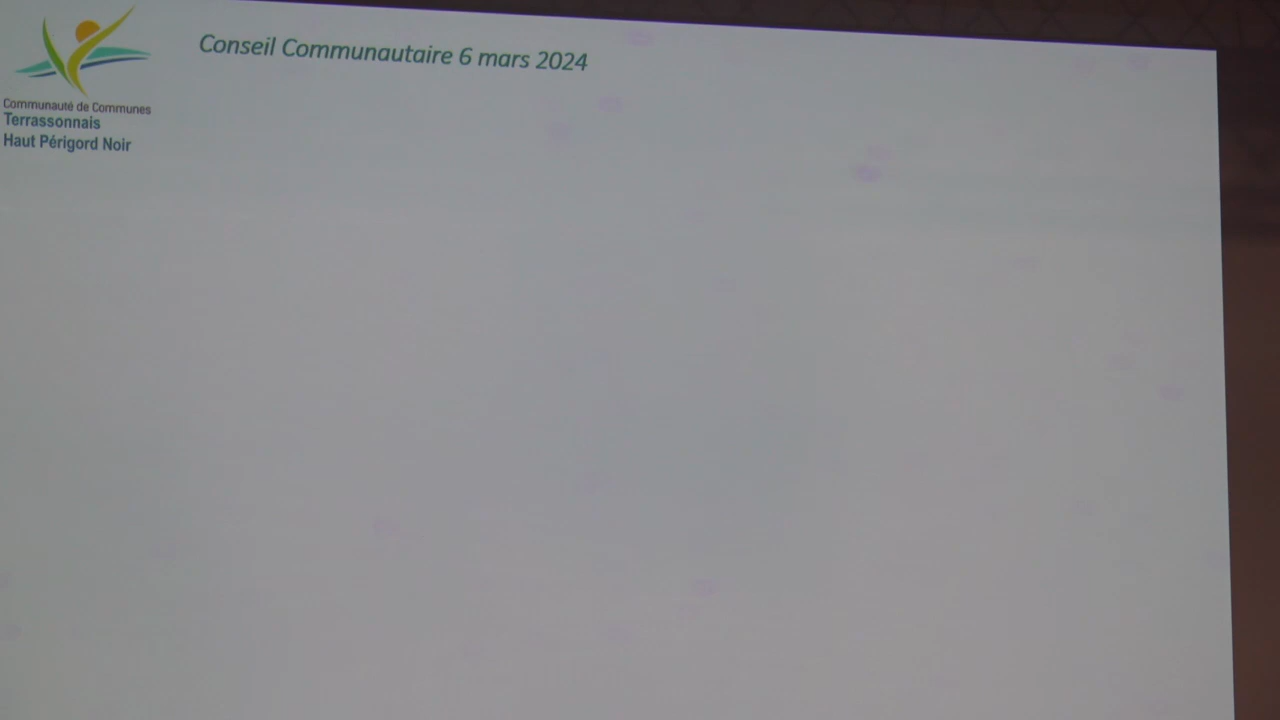 Conseil Communautaire 6 mars 2024
Communauté de Communes
Terrassonnais
Haut Périgord Noir